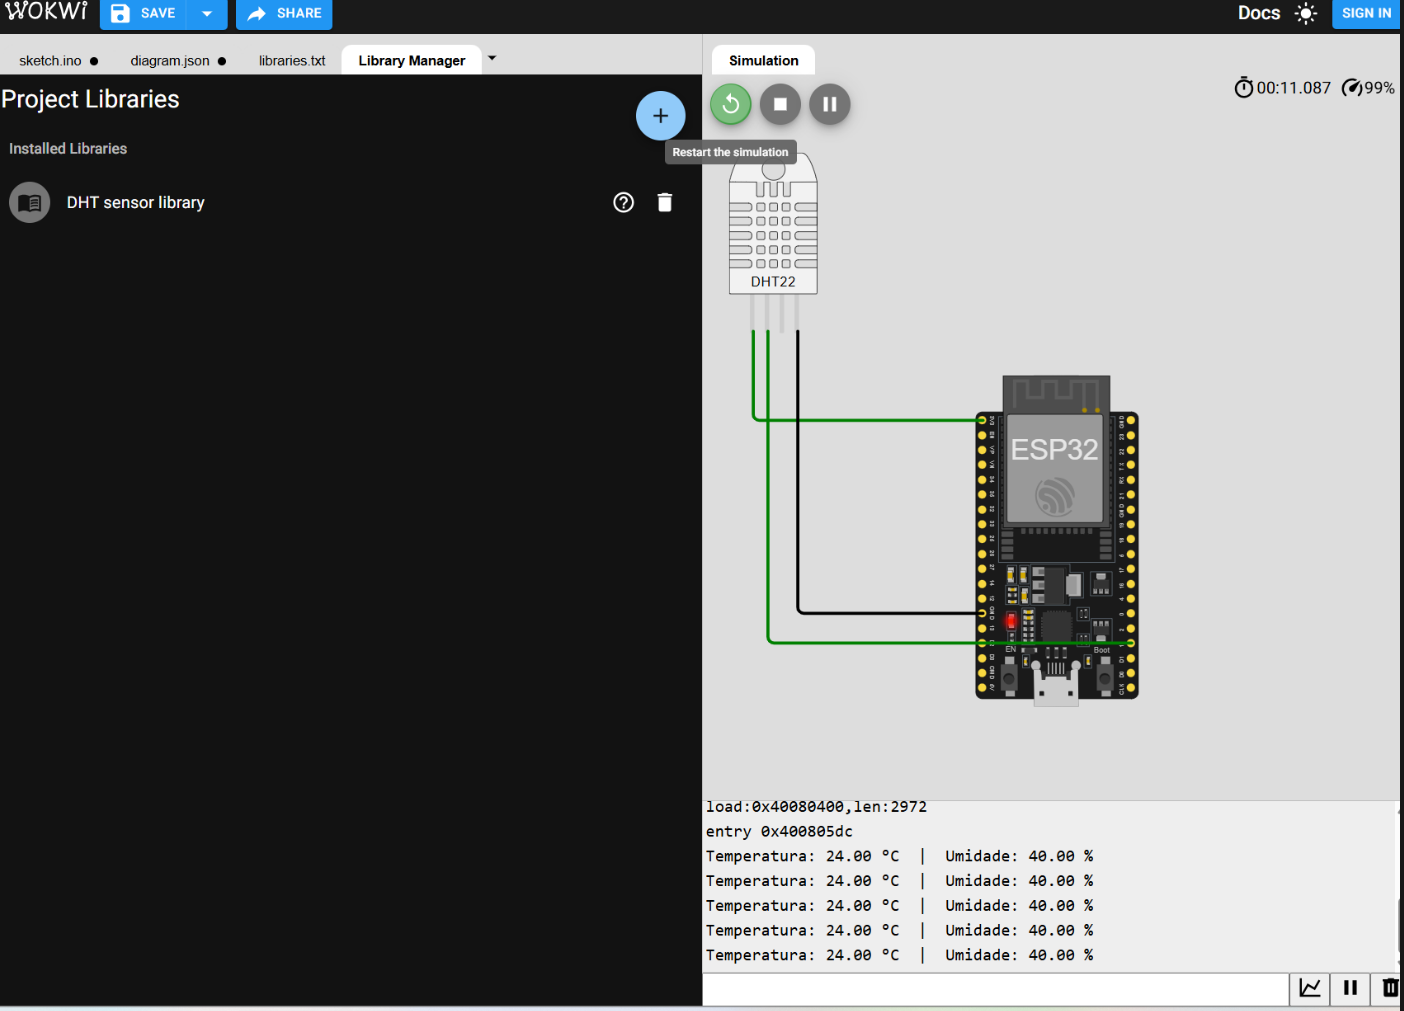 WOKWi
SAVE
SHARE
Docs
SIGN IN
sketch.ino ●
diagram.json ●
libraries.txt
Library Manager
Simulation
Project Libraries
+
00:11.087
99%
Restart the simulation
Installed Libraries
DHT sensor library
DHT22
ESP32
EN
Boot
load:0x40080400,len:2972
entry 0x400805dc
Temperatura: 24.00 °C | Umidade: 40.00 %
Temperatura: 24.00 °C | Umidade: 40.00 %
Temperatura: 24.00 °C | Umidade: 40.00 %
Temperatura: 24.00 °C | Umidade: 40.00 %
Temperatura: 24.00 °C | Umidade: 40.00 %